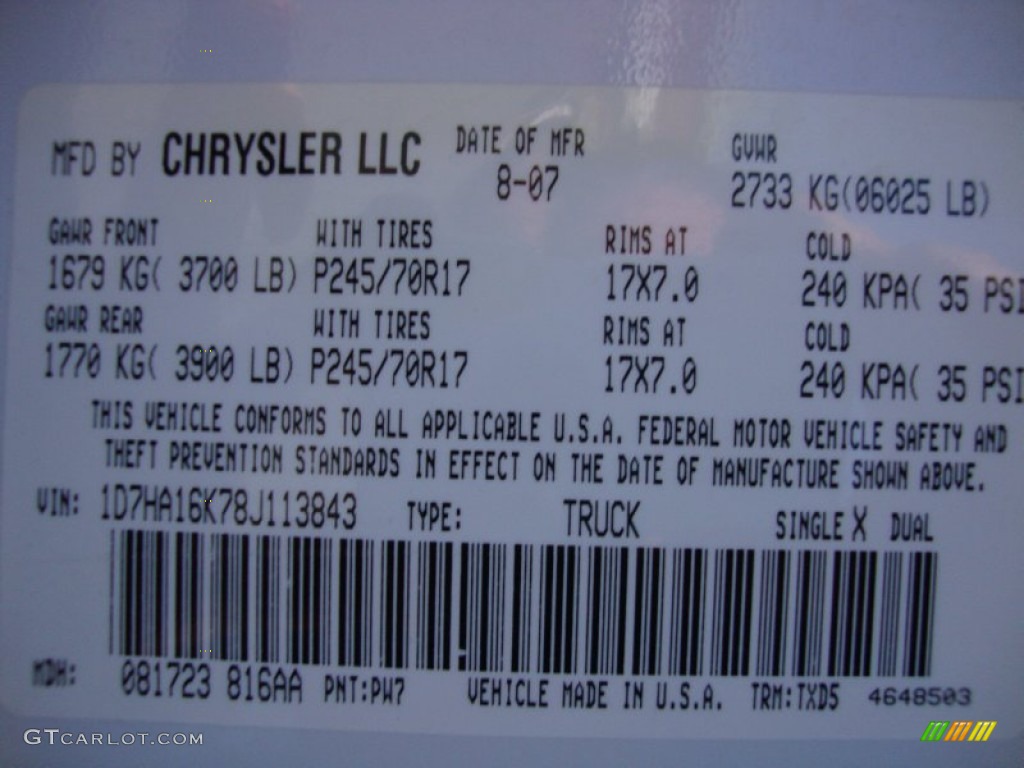 MFD BY CHRYSLER LLC DATE OF MFR GVWR
8-07 2733 KG(06025 LB)
GAWR FRONT WITH TIRES RIMS AT COLD
1679 KG( 3700 LB) P245/70R17 17X7.0 240 KPA( 35 PSI
GAWR REAR WITH TIRES RIMS AT COLD
1770 KG( 3900 LB) P245/70R17 17X7.0 240 KPA( 35 PSI
THIS VEHICLE CONFORMS TO ALL APPLICABLE U.S.A. FEDERAL MOTOR VEHICLE SAFETY AND
THEFT PREVENTION STANDARDS IN EFFECT ON THE DATE OF MANUFACTURE SHOWN ABOVE.
VIN: 1D7HA16K78J113843 TYPE: TRUCK SINGLE X DUAL
MDH: 081723 816AA PNT:PW7 VEHICLE MADE IN U.S.A. TRM:TXD5 4648503
GTCARLOT.COM